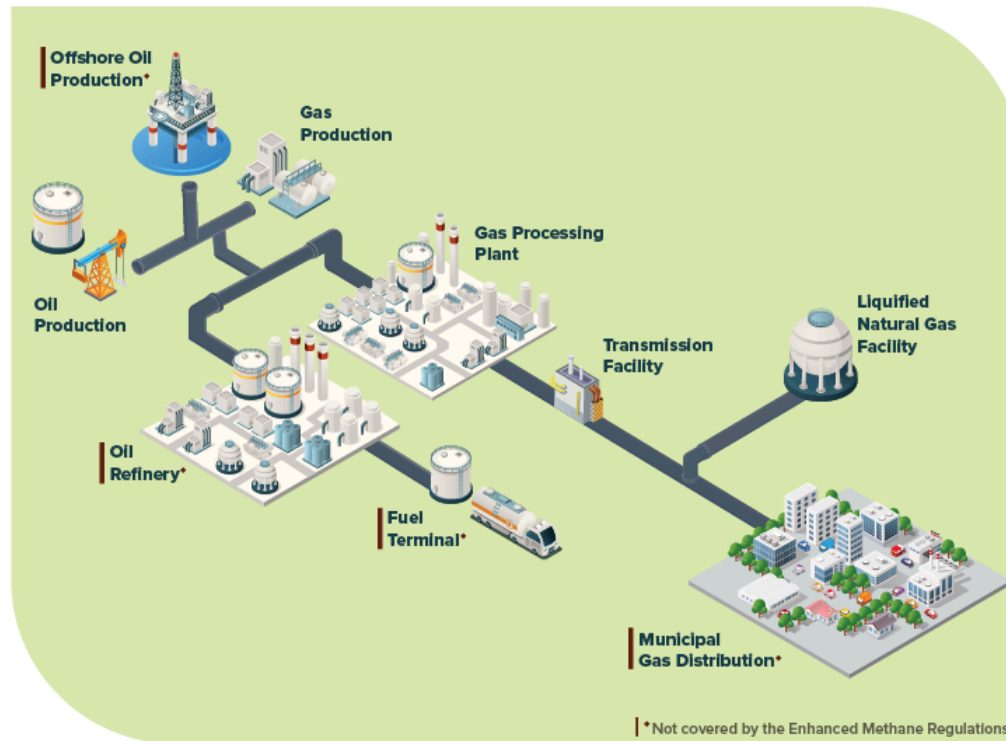 Offshore Oil
Production*
Gas
Production
Oil
Production
Gas Processing
Plant
Liquified
Natural Gas
Facility
Transmission
Facility
Oil
Refinery*
Fuel
Terminal*
Municipal
Gas Distribution*
*Not covered by the Enhanced Methane Regulations